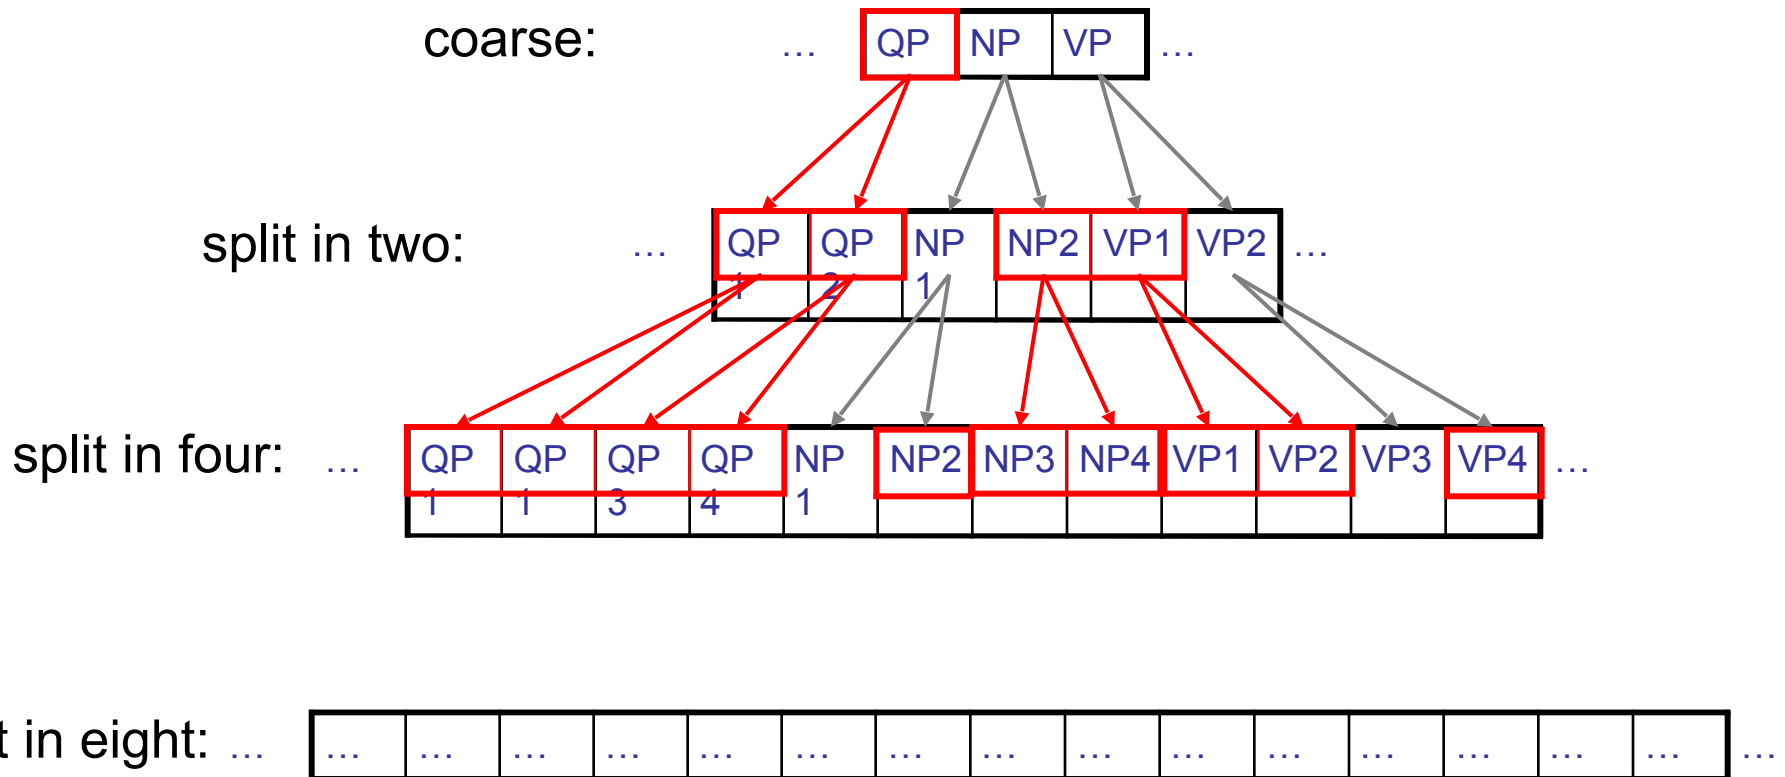 coarse: … QP NP VP …
split in two: … QP 1 QP 2 NP 1 NP2 VP1 VP2 …
split in four: … QP 1 QP 1 QP 3 QP 4 NP 1 NP2 NP3 NP4 VP1 VP2 VP3 VP4 …
t in eight: … … … … … … … … … … … … … … … … …